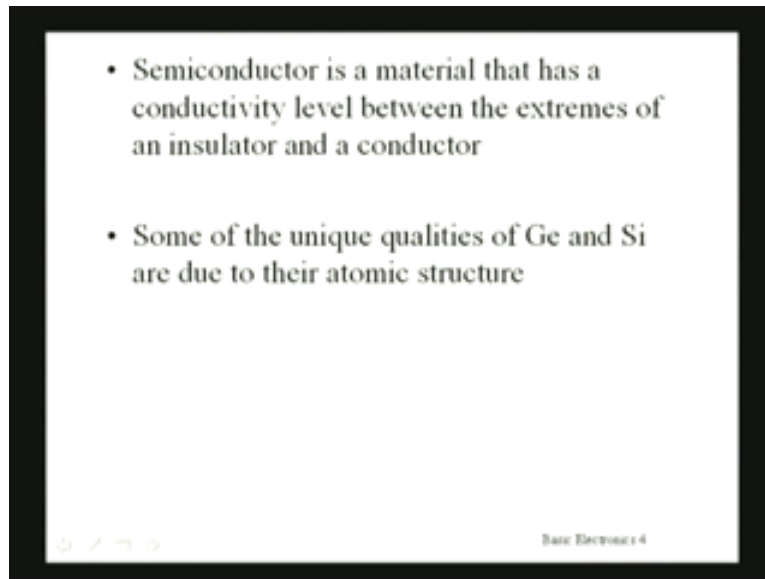 • Semiconductor is a material that has a
conductivity level between the extremes of
an insulator and a conductor
• Some of the unique qualities of Ge and Si
are due to their atomic structure
Basic Electronics 4